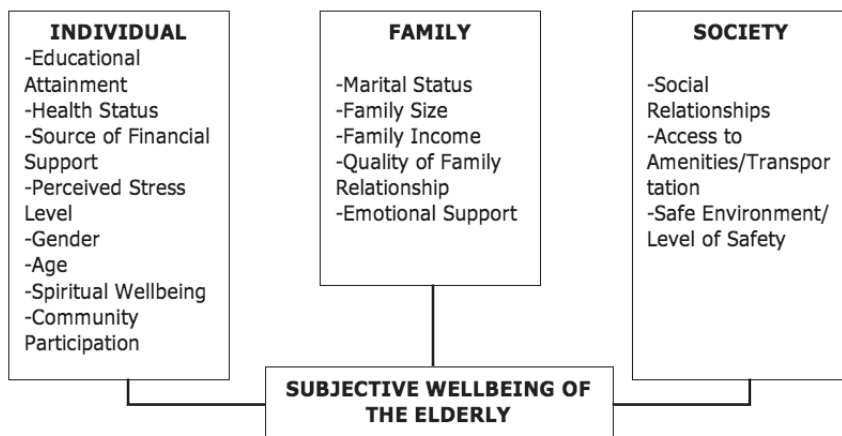 INDIVIDUAL
-Educational
Attainment
-Health Status
-Source of Financial
Support
-Perceived Stress
Level
-Gender
-Age
-Spiritual Wellbeing
-Community
Participation
FAMILY
-Marital Status
-Family Size
-Family Income
-Quality of Family
Relationship
-Emotional Support
SOCIETY
-Social
Relationships
-Access to
Amenities/Transpor
tation
-Safe Environment/
Level of Safety
SUBJECTIVE WELLBEING OF
THE ELDERLY